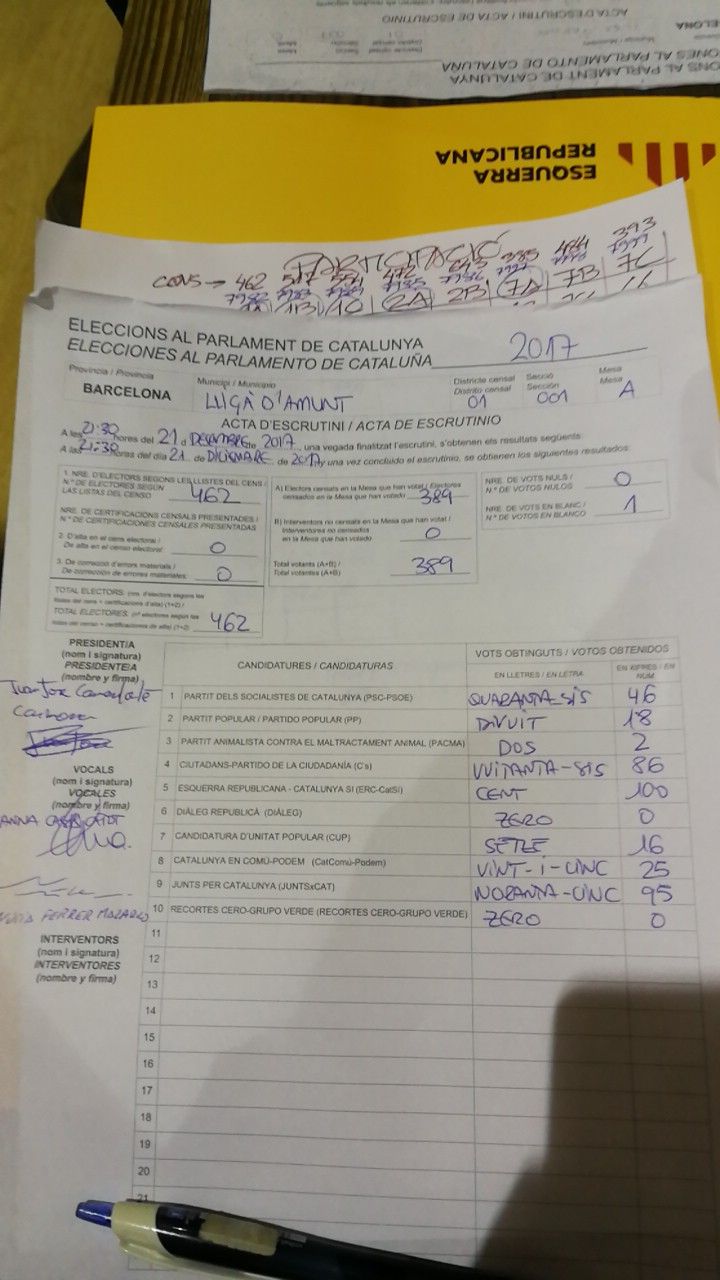 ACTA D'ESCRUTINI / ACTA DE ESCRUTINIO
ELONA
ONES AL PARLAMENTO DE CATALUÑA
ONS AL PARLAMENT DE CATALUNYA
ESQUERRA
REPUBLICANA
PARTICIPACIÓ
CENS → 462 472 385 484 393
1B 1C 2A 2B 7A 7B 7C
ELECCIONS AL PARLAMENT DE CATALUNYA
ELECCIONES AL PARLAMENTO DE CATALUÑA 2017
Província / Provincia Municipi / Municipio Districte censal Secció Mesa
Distrito censal Sección Mesa
BARCELONA LLIÇÀ D'AMUNT 01 001 A
ACTA D'ESCRUTINI / ACTA DE ESCRUTINIO
A les 21:30 hores del 21 d DESEMBRE de 2017, una vegada finalitzat l'escrutini, s'obtenen els resultats següents:
A las 21:30 horas del día 21 de DICIEMBRE de 2017, una vez concluido el escrutinio, se obtienen los siguientes resultados:
1. NRE. D'ELECTORS SEGONS LES LLISTES DEL CENS /
N.º DE ELECTORES SEGÚN
LAS LISTAS DEL CENSO 462
NRE. DE CERTIFICACIONS CENSALS PRESENTADES /
N.º DE CERTIFICACIONES CENSALES PRESENTADAS
2. D'alta en el cens electoral /
De alta en el censo electoral: 0
3. De correcció d'errors materials /
De corrección de errores materiales: 0
TOTAL ELECTORS: (nre. d'electors segons les
llistes del cens + certificacions d'alta) (1+2) /
TOTAL ELECTORES: (nº electores según las
listas del censo + certificaciones de alta) (1+2) 462
A) Electors censats en la Mesa que han votat / Electores
censados en la Mesa que han votado 389
B) Interventors no censats en la Mesa que han votat /
Interventores no censados
en la Mesa que han votado 0
Total votants (A+B) /
Total votantes (A+B) 389
NRE. DE VOTS NULS /
N.º DE VOTOS NULOS 0
NRE. DE VOTS EN BLANC /
N.º DE VOTOS EN BLANCO 1
PRESIDENT/A
(nom i signatura)
PRESIDENTE/A
(nombre y firma)
VOCALS
(nom i signatura)
VOCALES
(nombre y firma)
ANNA
FERRER
INTERVENTORS
(nom i signatura)
INTERVENTORES
(nombre y firma)
CANDIDATURES / CANDIDATURAS VOTS OBTINGUTS / VOTOS OBTENIDOS
EN LLETRES / EN LETRA EN XIFRES / EN NÚM
1 PARTIT DELS SOCIALISTES DE CATALUNYA (PSC-PSOE) QUARANTA-SIS 46
2 PARTIT POPULAR / PARTIDO POPULAR (PP) DIVUIT 18
3 PARTIT ANIMALISTA CONTRA EL MALTRACTAMENT ANIMAL (PACMA) DOS 2
4 CIUTADANS-PARTIDO DE LA CIUDADANÍA (C's) VUITANTA-SIS 86
5 ESQUERRA REPUBLICANA - CATALUNYA SI (ERC-CatSí) CENT 100
6 DIÀLEG REPUBLICÀ (DIÀLEG) ZERO 0
7 CANDIDATURA D'UNITAT POPULAR (CUP) SETZE 16
8 CATALUNYA EN COMÚ-PODEM (CatComú-Podem) VINT-I-CINC 25
9 JUNTS PER CATALUNYA (JUNTSxCAT) NORANTA-CINC 95
10 RECORTES CERO-GRUPO VERDE (RECORTES CERO-GRUPO VERDE) ZERO 0
11
12
13
14
15
16
17
18
19
20
21